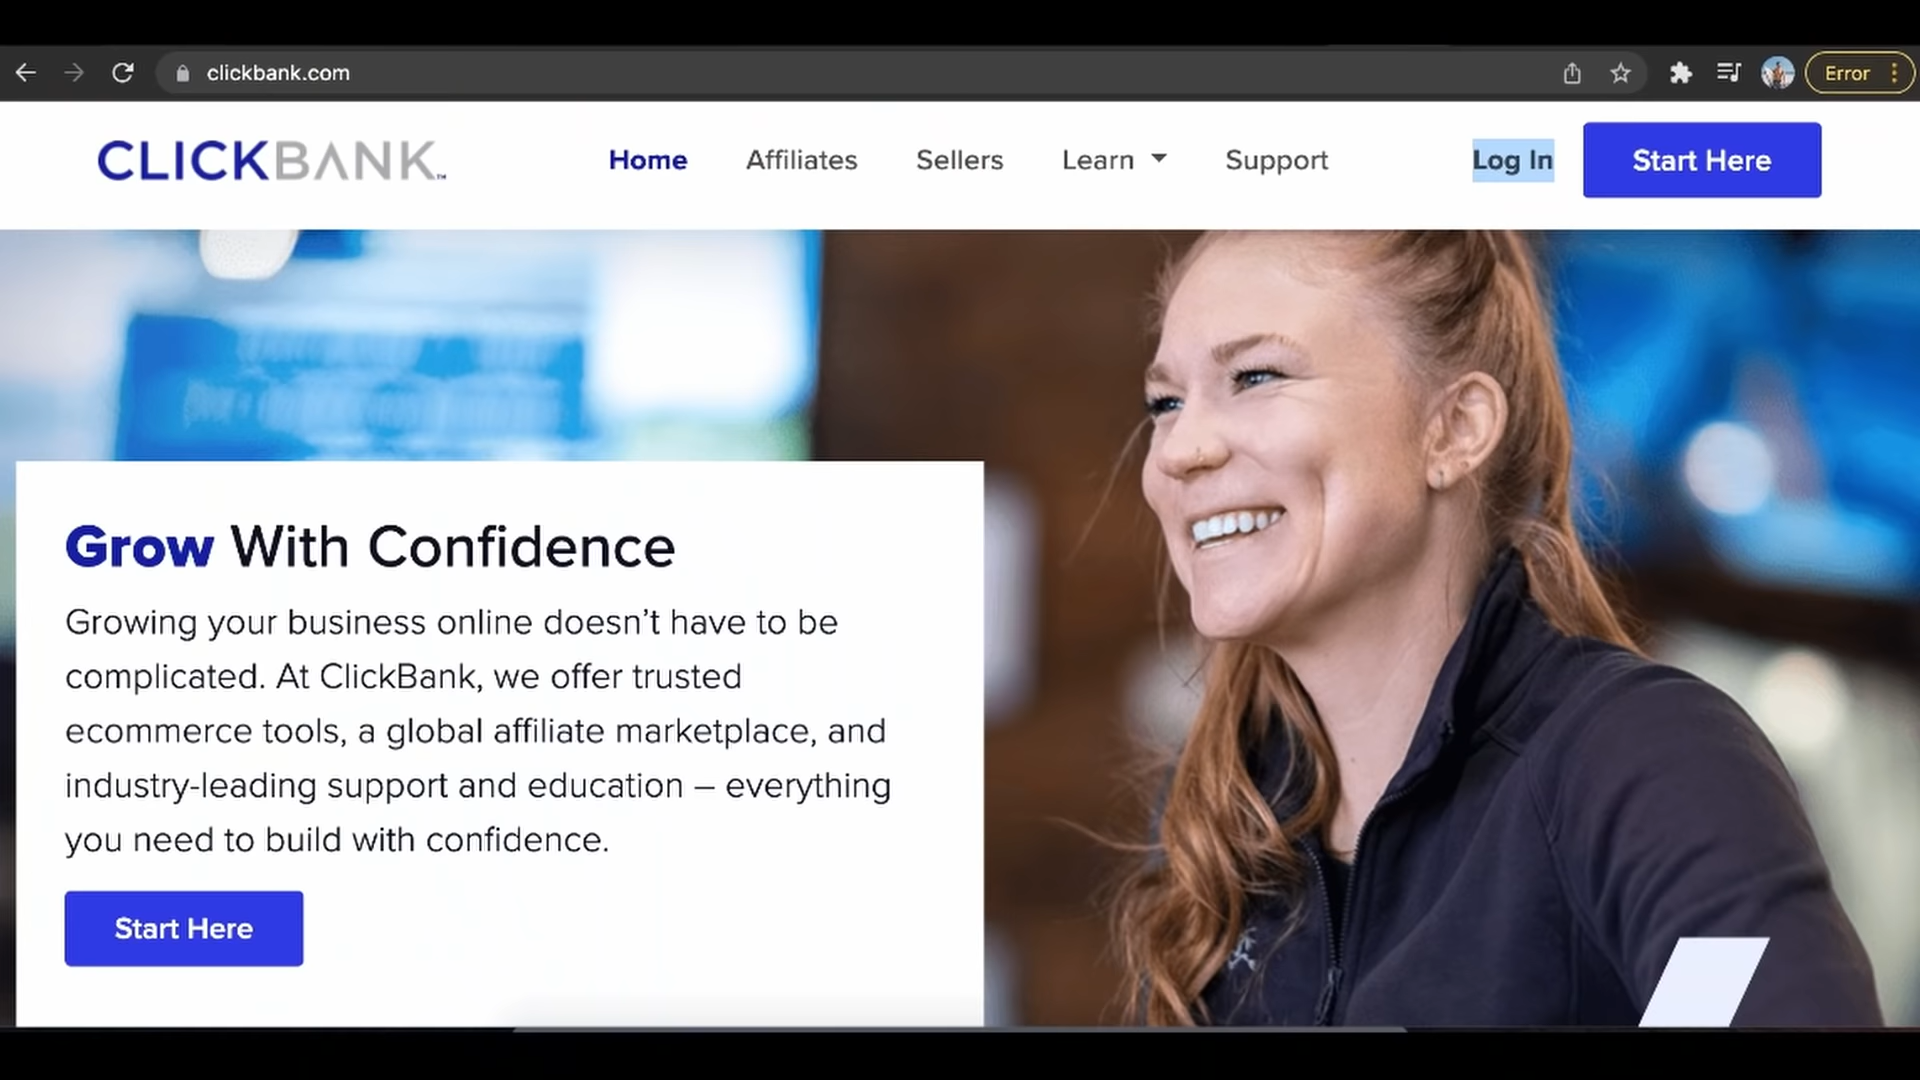 clickbank.com
Error
CLICKBANK™
Home
Affiliates
Sellers
Learn
Support
Log In
Start Here
Grow With Confidence
Growing your business online doesn’t have to be
complicated. At ClickBank, we offer trusted
ecommerce tools, a global affiliate marketplace, and
industry-leading support and education – everything
you need to build with confidence.
Start Here